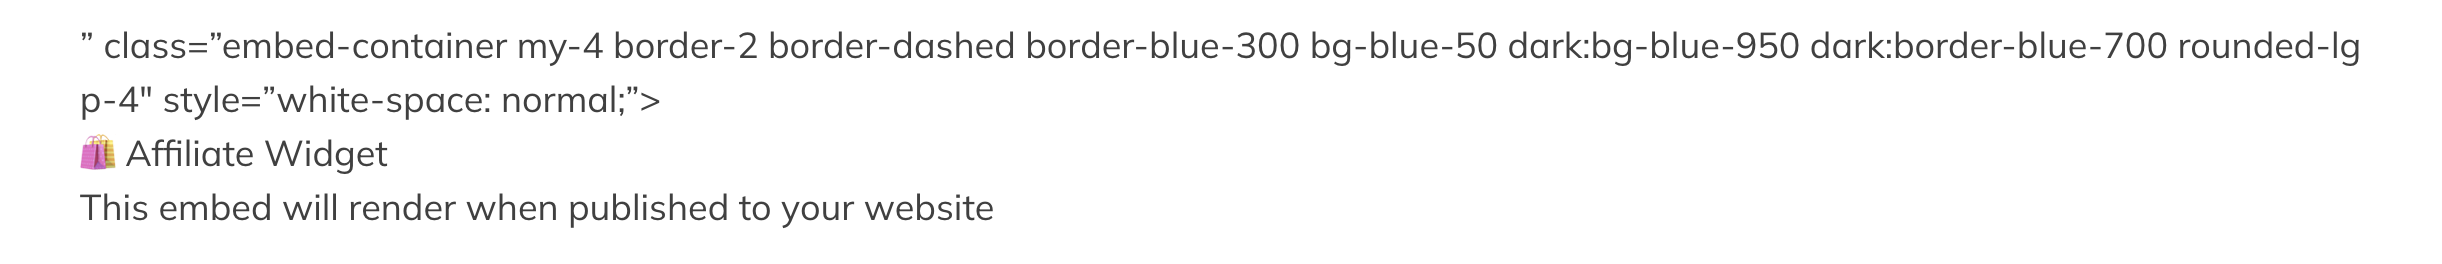 ” class=”embed-container my-4 border-2 border-dashed border-blue-300 bg-blue-50 dark:bg-blue-950 dark:border-blue-700 rounded-lg
p-4" style=”white-space: normal;”>
🛍️ Affiliate Widget
This embed will render when published to your website